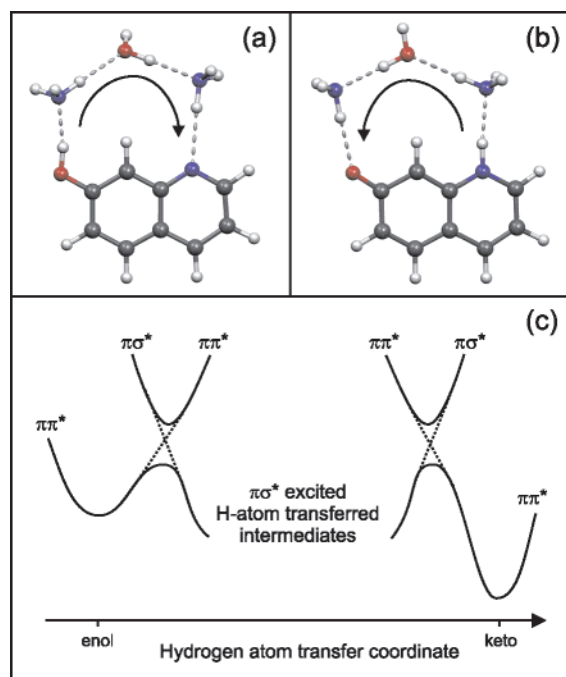 (a)
(b)
(c)
πσ*
ππ*
ππ*
πσ*
ππ*
ππ*
πσ* excited
H-atom transferred
intermediates
enol
keto
Hydrogen atom transfer coordinate